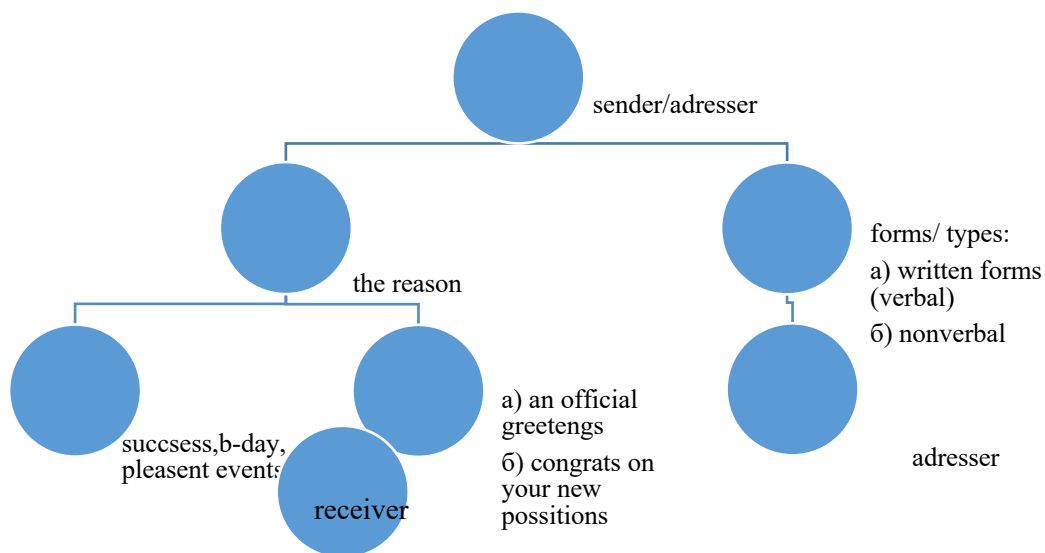 sender/adresser
the reason
forms/ types:
а) written forms
(verbal)
б) nonverbal
succsess,b-day,
pleasent events
receiver
а) an official
greetengs
б) congrats on
your new
possitions
adresser